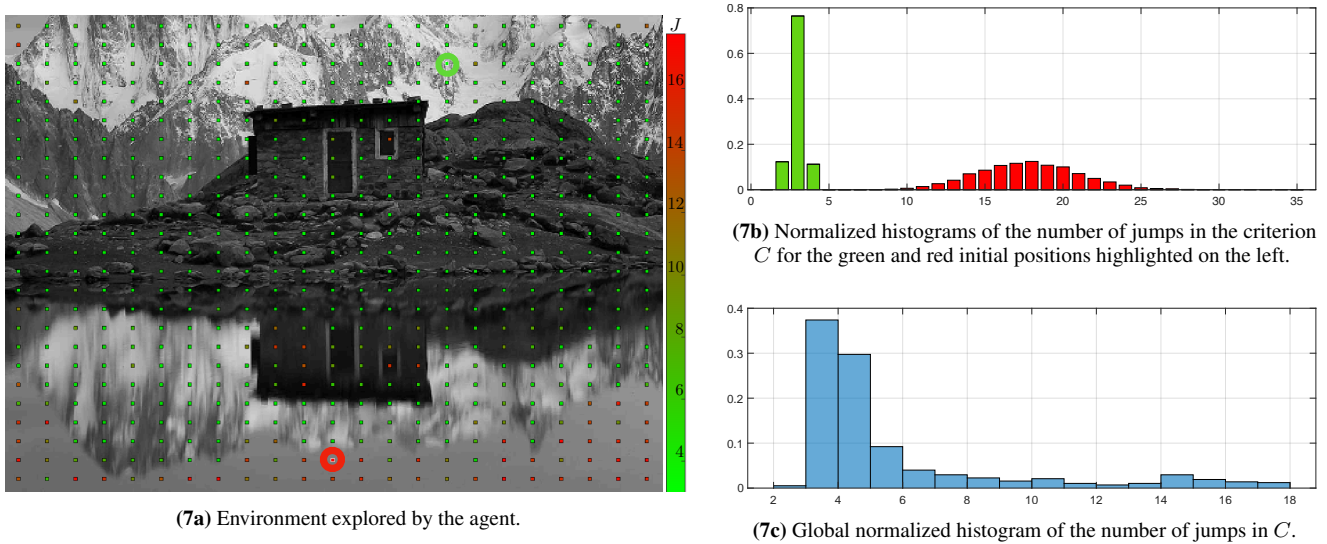 J
16
14
12
10
8
6
4
(7a) Environment explored by the agent.
0.8
0.6
0.4
0.2
0
0 5 10 15 20 25 30 35
(7b) Normalized histograms of the number of jumps in the criterion
C for the green and red initial positions highlighted on the left.
0.4
0.3
0.2
0.1
0
2 4 6 8 10 12 14 16 18
(7c) Global normalized histogram of the number of jumps in C.